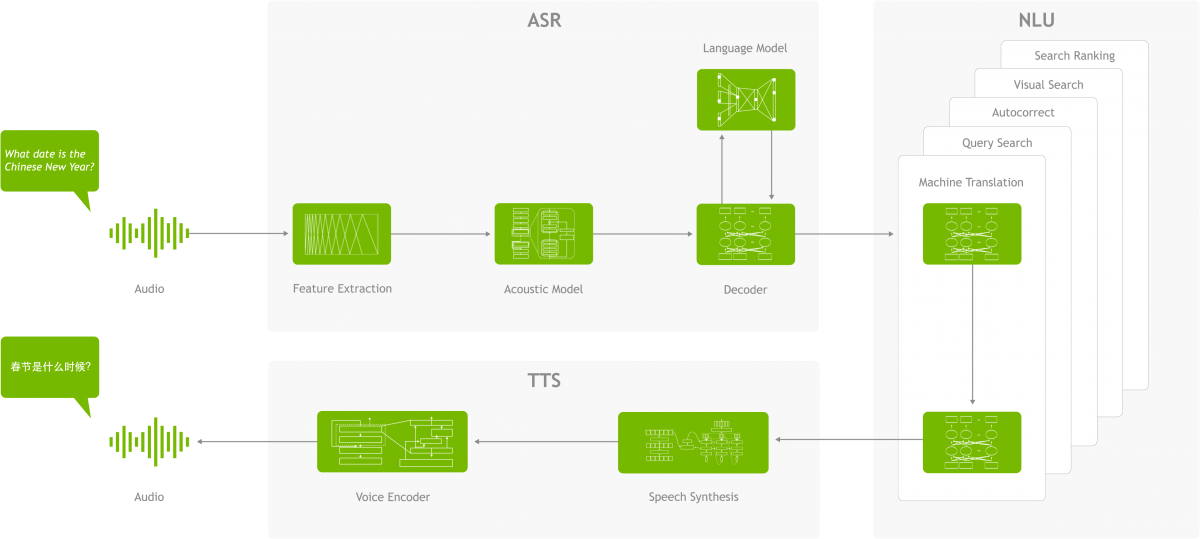 ASR
NLU
Language Model
Search Ranking
Visual Search
Autocorrect
Query Search
Machine Translation
What date is the
Chinese New Year?
Audio
Feature Extraction
Acoustic Model
Decoder
春节是什么时候?
TTS
Audio
Voice Encoder
Speech Synthesis